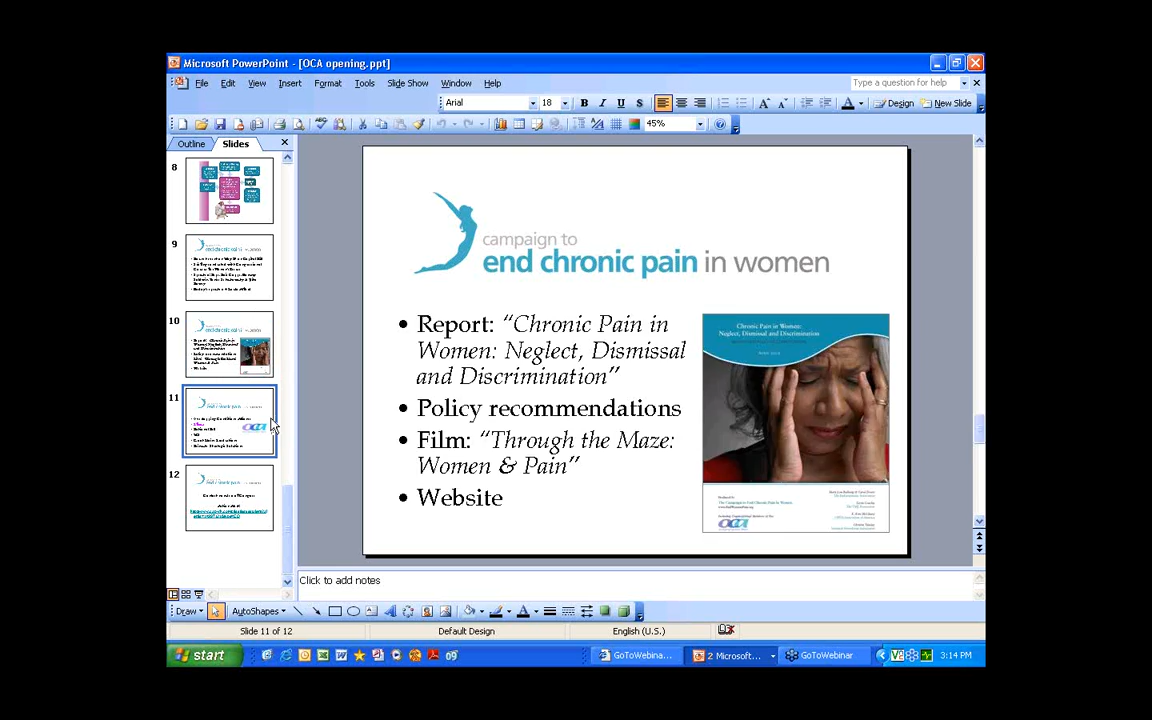 Microsoft PowerPoint - [OCA opening.ppt]
File Edit View Insert Format Tools Slide Show Window Help
Type a question for help
Arial 18 B I U S Design New Slide
45%
Outline Slides
8
9
10
11
12
campaign to
end chronic pain in women
• Report: “Chronic Pain in
Women: Neglect, Dismissal
and Discrimination”
• Policy recommendations
• Film: “Through the Maze:
Women & Pain”
• Website
Chronic Pain in Women:
Neglect, Dismissal and Discrimination
OCA
Click to add notes
Draw AutoShapes
Slide 11 of 12 Default Design English (U.S.)
start GoToWebina... 2 Microsoft... GoToWebinar 3:14 PM